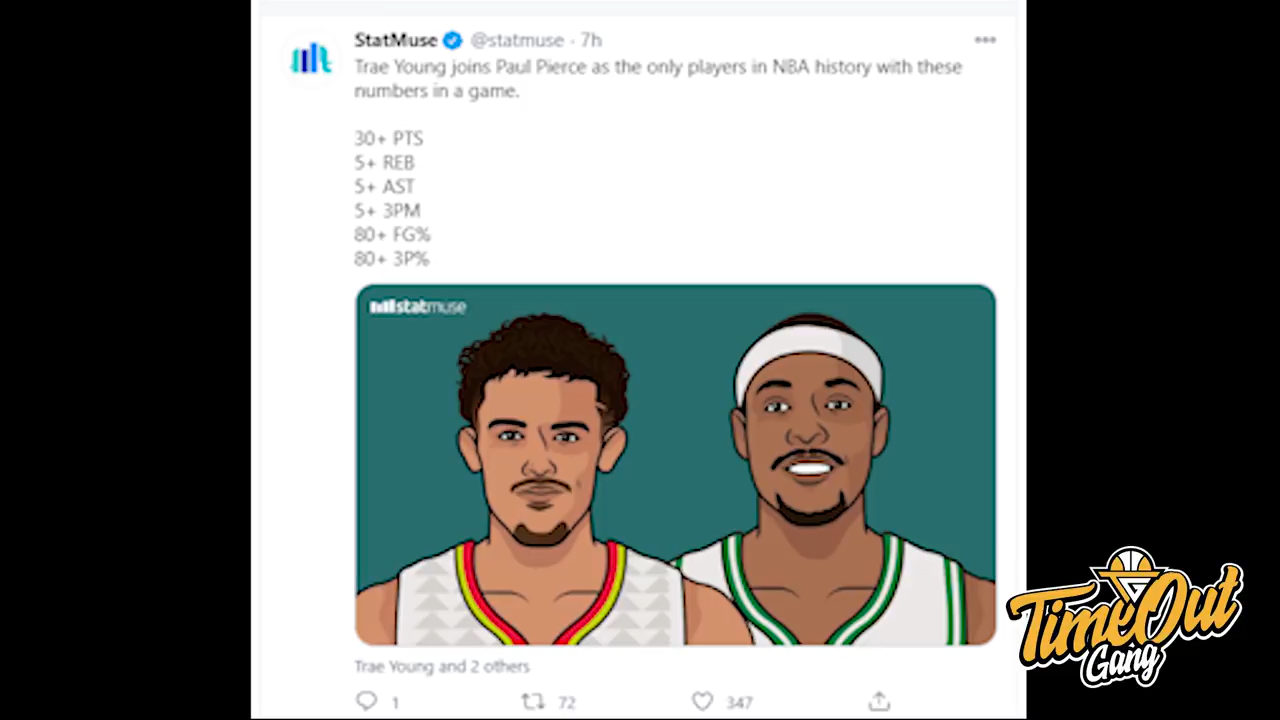 StatMuse @statmuse · 7h
Trae Young joins Paul Pierce as the only players in NBA history with these
numbers in a game.
30+ PTS
5+ REB
5+ AST
5+ 3PM
80+ FG%
80+ 3P%
statmuse
Trae Young and 2 others
1 72 347
TimeOut
Gang